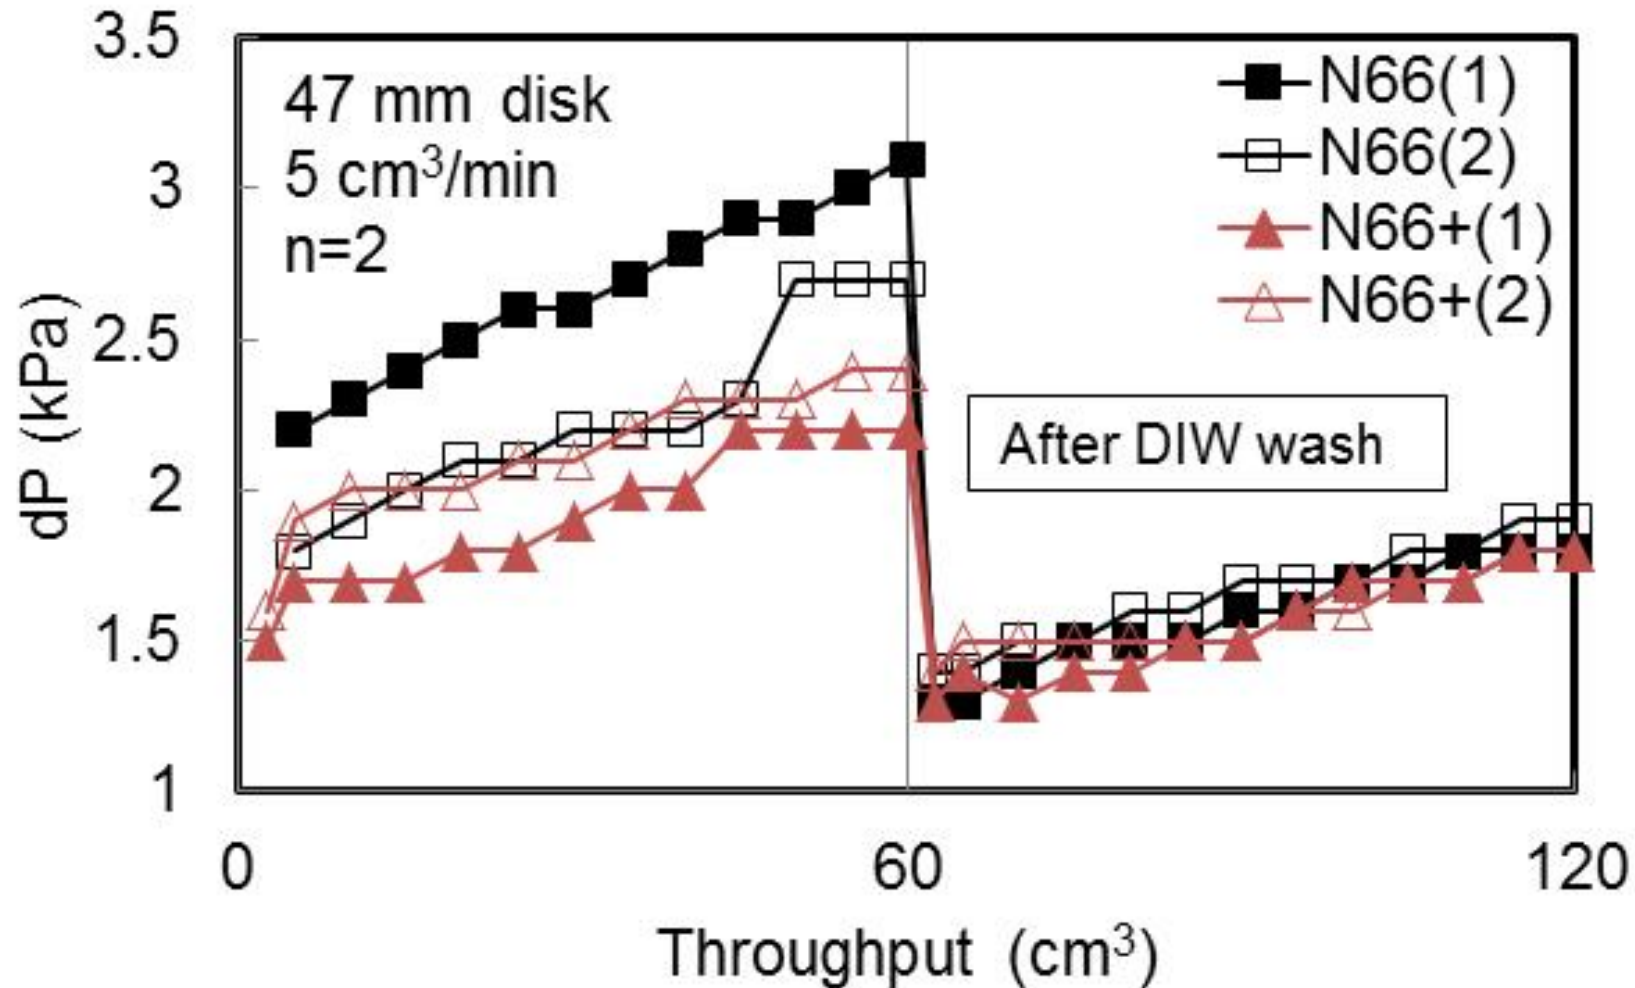 3.5
3
2.5
2
1.5
1
dP (kPa)
47 mm disk
5 cm³/min
n=2
N66(1)
N66(2)
N66+(1)
N66+(2)
After DIW wash
0
60
120
Throughput (cm³)